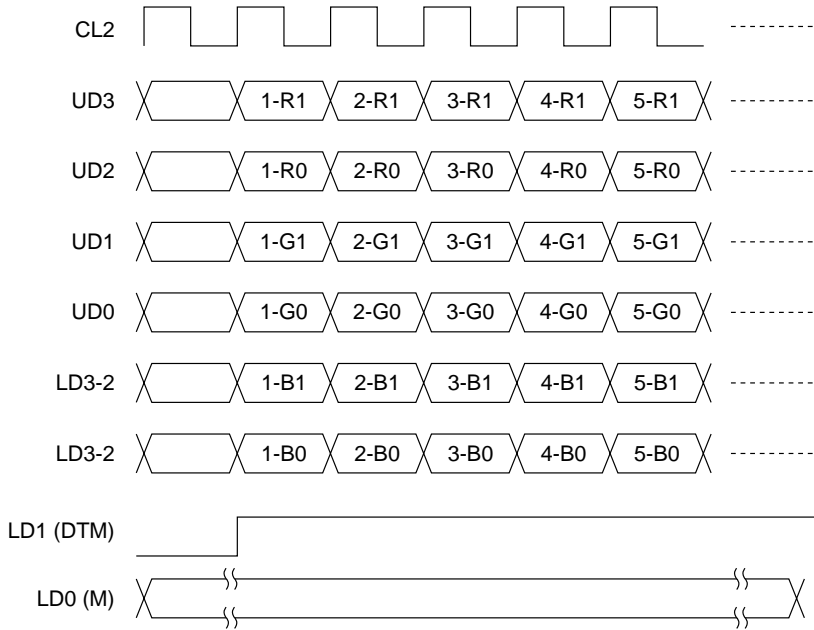 CL2
UD3 1-R1 2-R1 3-R1 4-R1 5-R1
UD2 1-R0 2-R0 3-R0 4-R0 5-R0
UD1 1-G1 2-G1 3-G1 4-G1 5-G1
UD0 1-G0 2-G0 3-G0 4-G0 5-G0
LD3-2 1-B1 2-B1 3-B1 4-B1 5-B1
LD3-2 1-B0 2-B0 3-B0 4-B0 5-B0
LD1 (DTM)
LD0 (M)